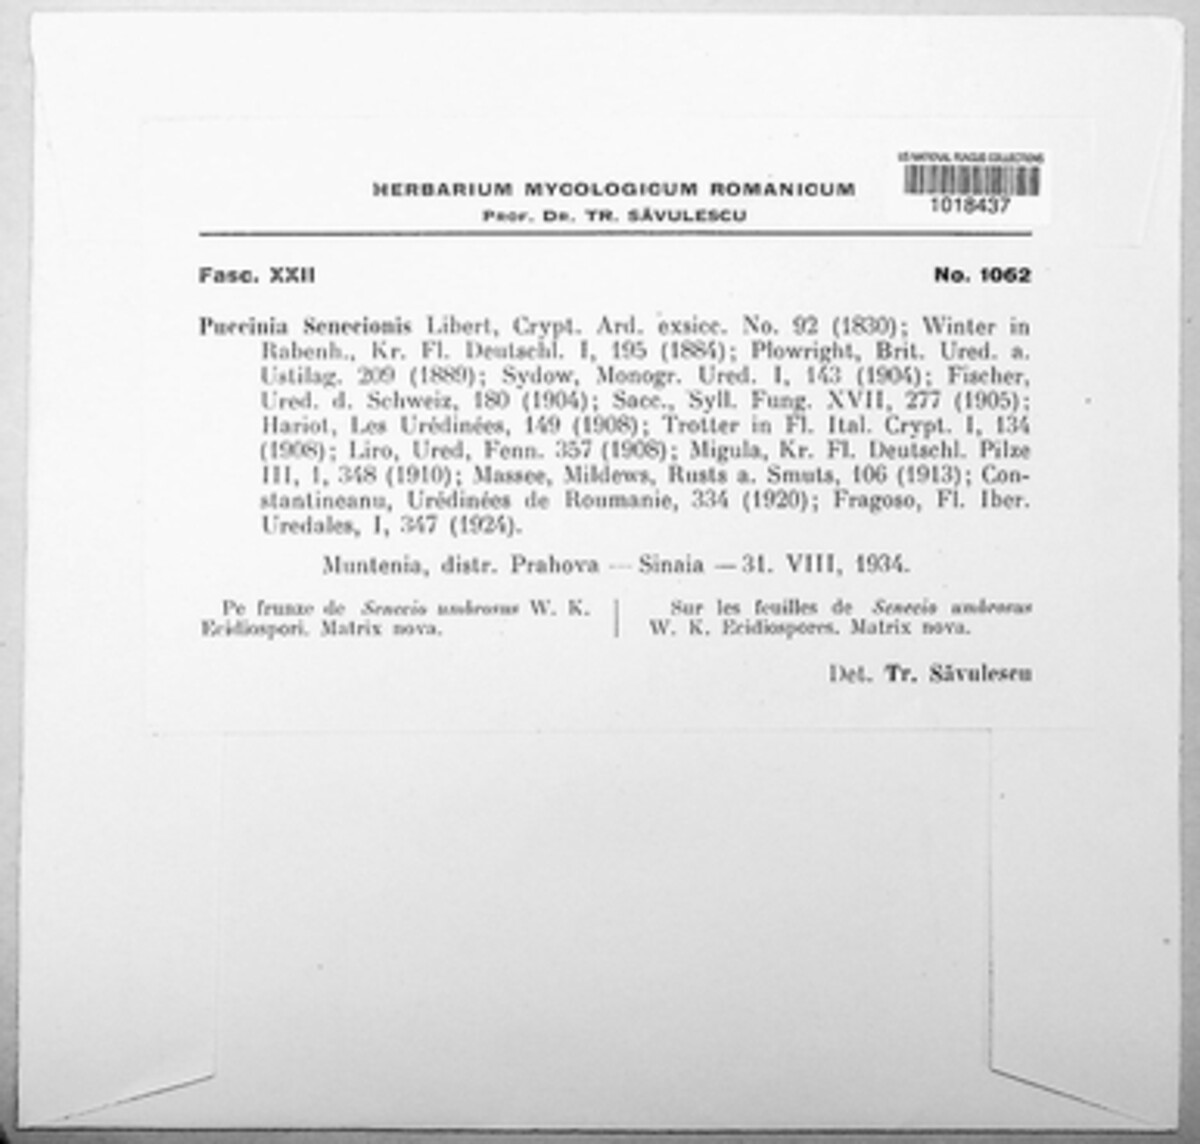 US NATIONAL FUNGUS COLLECTIONS
1018437
HERBARIUM MYCOLOGICUM ROMANICUM
PROF. DR. TR. SĂVULESCU
Fasc. XXII No. 1062
Puccinia Senecionis Libert, Crypt. Ard. exsicc. No. 92 (1830); Winter in
Rabenh., Kr. Fl. Deutschl. I, 195 (1884); Plowright, Brit. Ured. a.
Ustilag. 209 (1889); Sydow, Monogr. Ured. I, 143 (1904); Fischer,
Ured. d. Schweiz, 180 (1904); Sacc., Syll. Fung. XVII, 277 (1905);
Hariot, Les Urédinées, 149 (1908); Trotter in Fl. Ital. Crypt. I, 134
(1908); Liro, Ured, Fenn. 357 (1908); Migula, Kr. Fl. Deutschl. Pilze
III, 1, 348 (1910); Massee, Mildews, Rusts a. Smuts, 106 (1913); Con-
stantineanu, Urédinées de Roumanie, 334 (1920); Fragoso, Fl. Iber.
Uredales, I, 347 (1924).
Muntenia, distr. Prahova — Sinaia — 31. VIII, 1934.
Pe frunze de Senecio umbrosus W. K.
Ecidiospori. Matrix nova.
Sur les feuilles de Senecio umbrosus
W. K. Ecidiospores. Matrix nova.
Det. Tr. Săvulescu